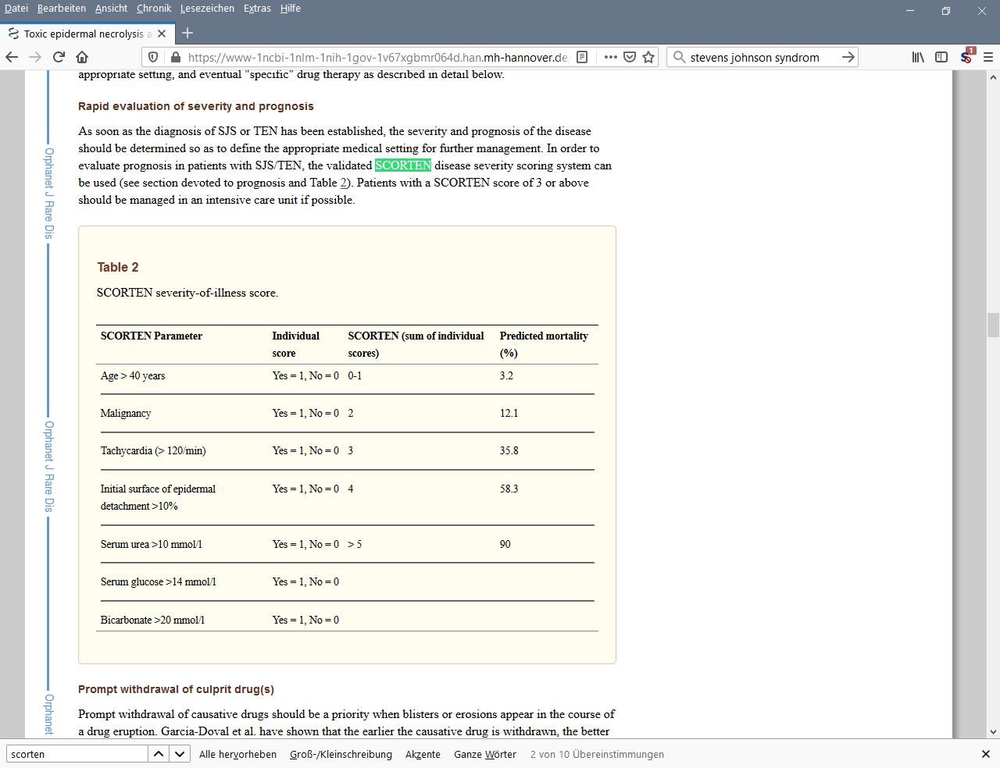 Datei Bearbeiten Ansicht Chronik Lesezeichen Extras Hilfe
Toxic epidermal necrolysis a
https://www-1ncbi-1nlm-1nih-1gov-1v67xgbmr064d.han.mh-hannover.de
stevens johnson syndrom
1
appropriate setting, and eventual "specific" drug therapy as described in detail below.
Rapid evaluation of severity and prognosis
As soon as the diagnosis of SJS or TEN has been established, the severity and prognosis of the disease
should be determined so as to define the appropriate medical setting for further management. In order to
evaluate prognosis in patients with SJS/TEN, the validated SCORTEN disease severity scoring system can
be used (see section devoted to prognosis and Table 2). Patients with a SCORTEN score of 3 or above
should be managed in an intensive care unit if possible.
Orphanet J Rare Dis
Table 2
SCORTEN severity-of-illness score.
SCORTEN Parameter Individual score SCORTEN (sum of individual scores) Predicted mortality (%)
Age > 40 years Yes = 1, No = 0 0-1 3.2
Malignancy Yes = 1, No = 0 2 12.1
Tachycardia (> 120/min) Yes = 1, No = 0 3 35.8
Initial surface of epidermal detachment >10% Yes = 1, No = 0 4 58.3
Serum urea >10 mmol/l Yes = 1, No = 0 > 5 90
Serum glucose >14 mmol/l Yes = 1, No = 0
Bicarbonate >20 mmol/l Yes = 1, No = 0
Orphanet J Rare Dis
Prompt withdrawal of culprit drug(s)
Prompt withdrawal of causative drugs should be a priority when blisters or erosions appear in the course of
a drug eruption. Garcia-Doval et al. have shown that the earlier the causative drug is withdrawn, the better
Orphanet
scorten Alle hervorheben Groß-/Kleinschreibung Akzente Ganze Wörter 2 von 10 Übereinstimmungen